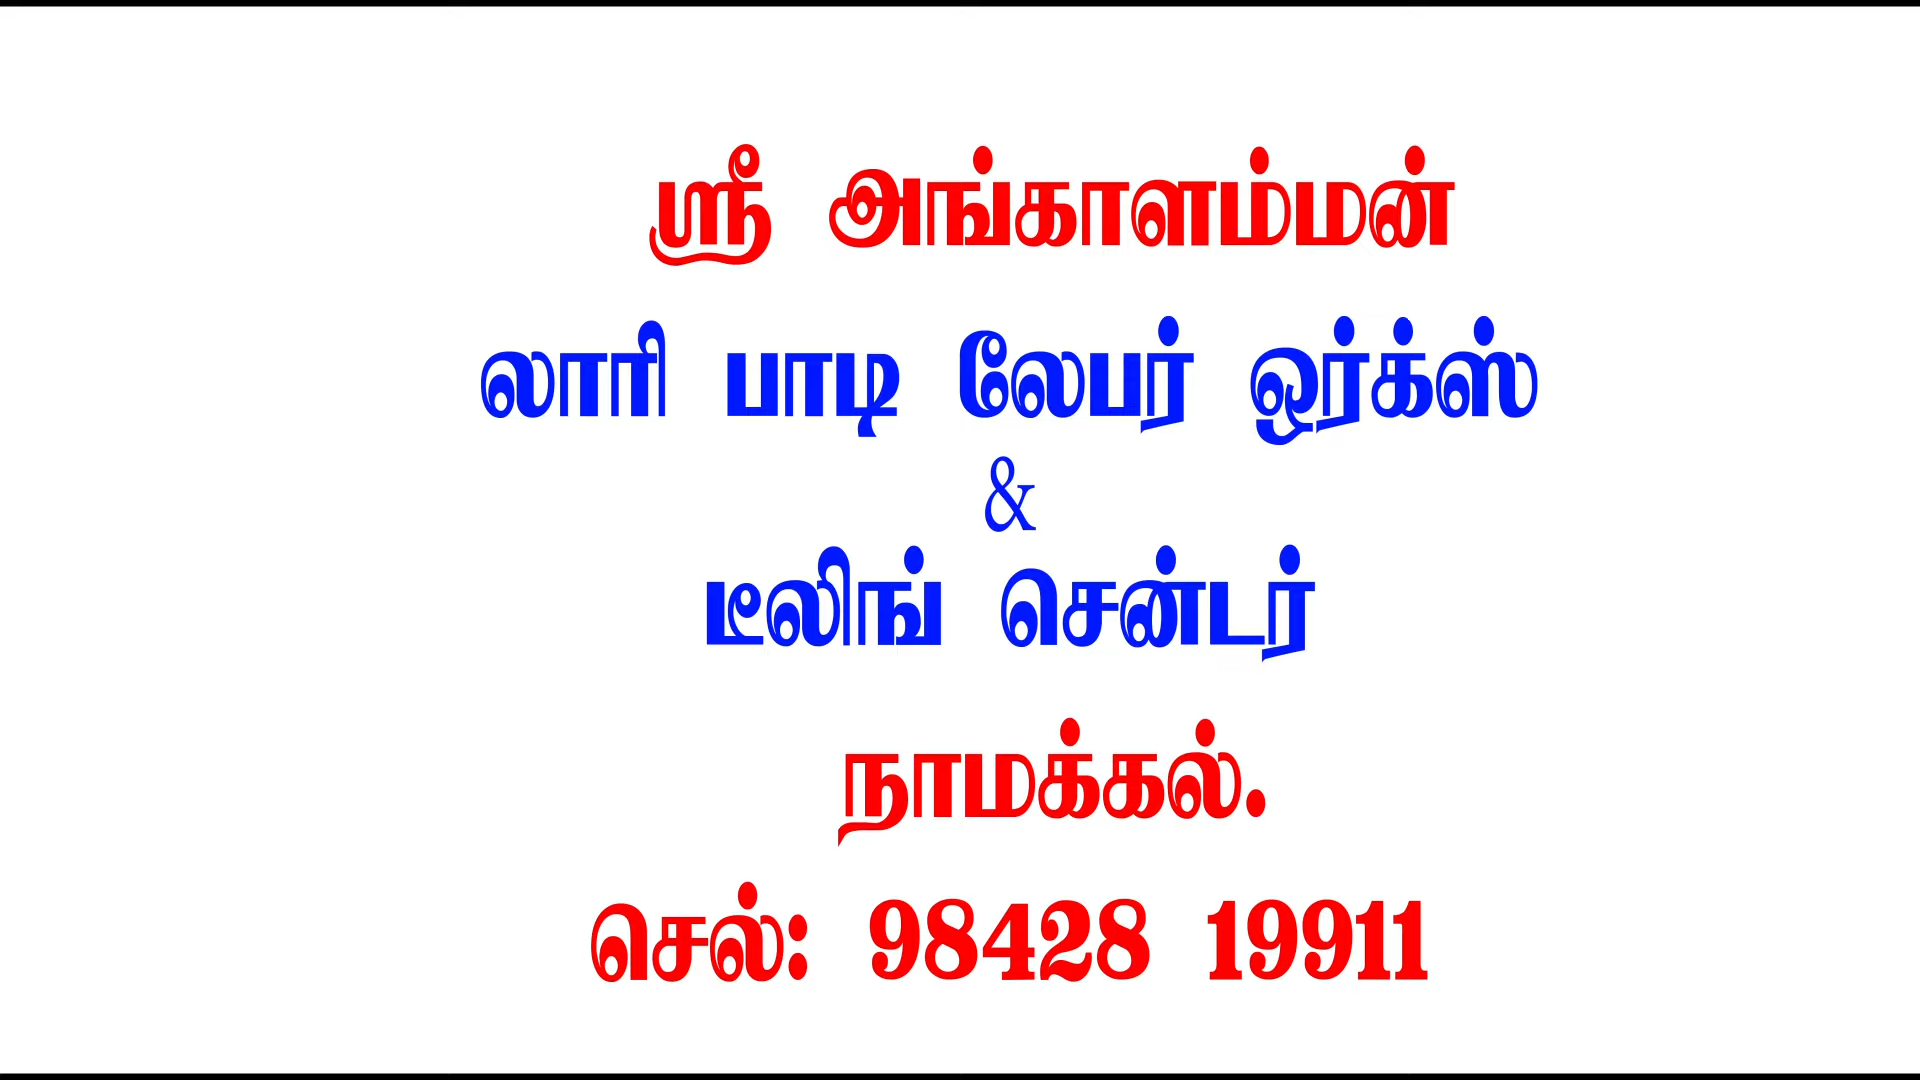 ஸ்ரீ அங்காளம்மன்
லாரி பாடி லேபர் ஒர்க்ஸ்
&
டீலிங் சென்டர்
நாமக்கல்.
செல்: 98428 19911